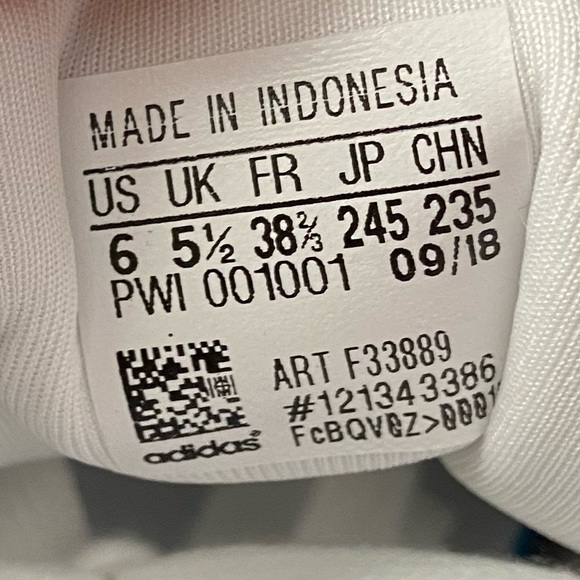 MADE IN INDONESIA
US UK FR JP CHN
6 5½ 38⅔ 245 235
PWI 001001 09/18
ART F33889
#121343386
adidas